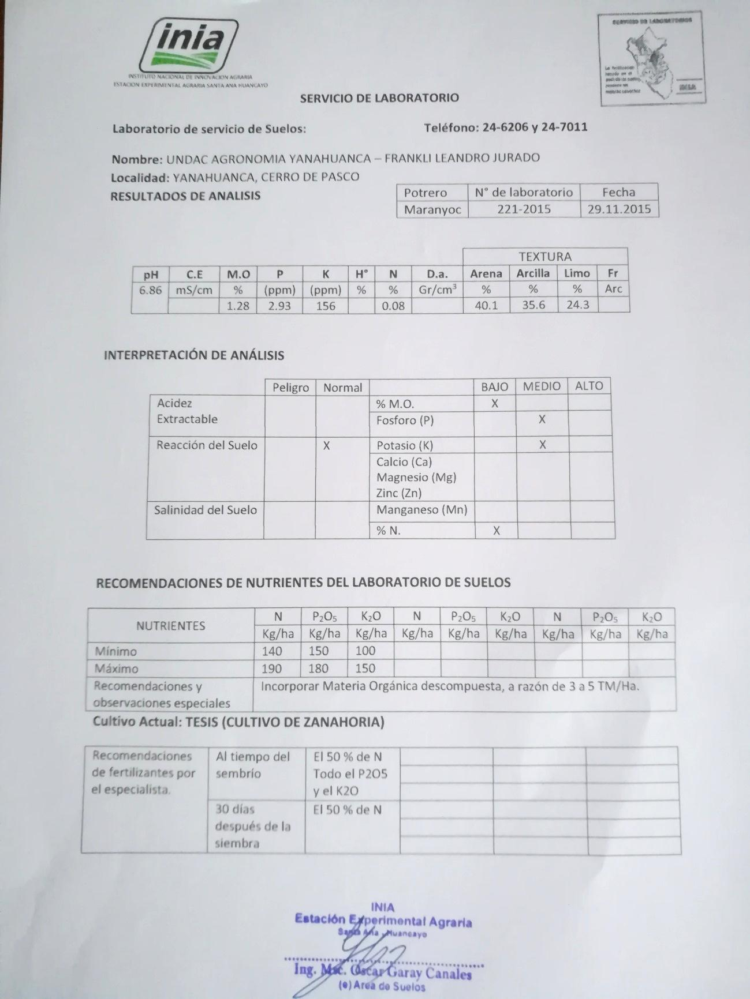 inia
INSTITUTO NACIONAL DE INNOVACION AGRARIA
ESTACION EXPERIMENTAL AGRARIA SANTA ANA HUANCAYO
SERVICIO DE LABORATORIOS
INIA
SERVICIO DE LABORATORIO
Laboratorio de servicio de Suelos: Teléfono: 24-6206 y 24-7011
Nombre: UNDAC AGRONOMIA YANAHUANCA – FRANKLI LEANDRO JURADO
Localidad: YANAHUANCA, CERRO DE PASCO
RESULTADOS DE ANALISIS
Potrero N° de laboratorio Fecha
Maranyoc 221-2015 29.11.2015
TEXTURA
pH C.E M.O P K H° N D.a. Arena Arcilla Limo Fr
6.86 mS/cm % (ppm) (ppm) % % Gr/cm³ % % % Arc
1.28 2.93 156 0.08 40.1 35.6 24.3
INTERPRETACIÓN DE ANÁLISIS
Peligro Normal BAJO MEDIO ALTO
Acidez % M.O. X
Extractable Fosforo (P) X
Reacción del Suelo X Potasio (K) X
Calcio (Ca)
Magnesio (Mg)
Zinc (Zn)
Salinidad del Suelo Manganeso (Mn)
% N. X
RECOMENDACIONES DE NUTRIENTES DEL LABORATORIO DE SUELOS
NUTRIENTES N P₂O₅ K₂O N P₂O₅ K₂O N P₂O₅ K₂O
Kg/ha Kg/ha Kg/ha Kg/ha Kg/ha Kg/ha Kg/ha Kg/ha Kg/ha
Mínimo 140 150 100
Máximo 190 180 150
Recomendaciones y Incorporar Materia Orgánica descompuesta, a razón de 3 a 5 TM/Ha.
observaciones especiales
Cultivo Actual: TESIS (CULTIVO DE ZANAHORIA)
Recomendaciones Al tiempo del El 50 % de N
de fertilizantes por sembrío Todo el P2O5
el especialista. y el K2O
30 días El 50 % de N
después de la
siembra
INIA
Estación Experimental Agraria
Santa Ana - Huancayo
Ing. Msc. Oscar Garay Canales
(e) Area de Suelos